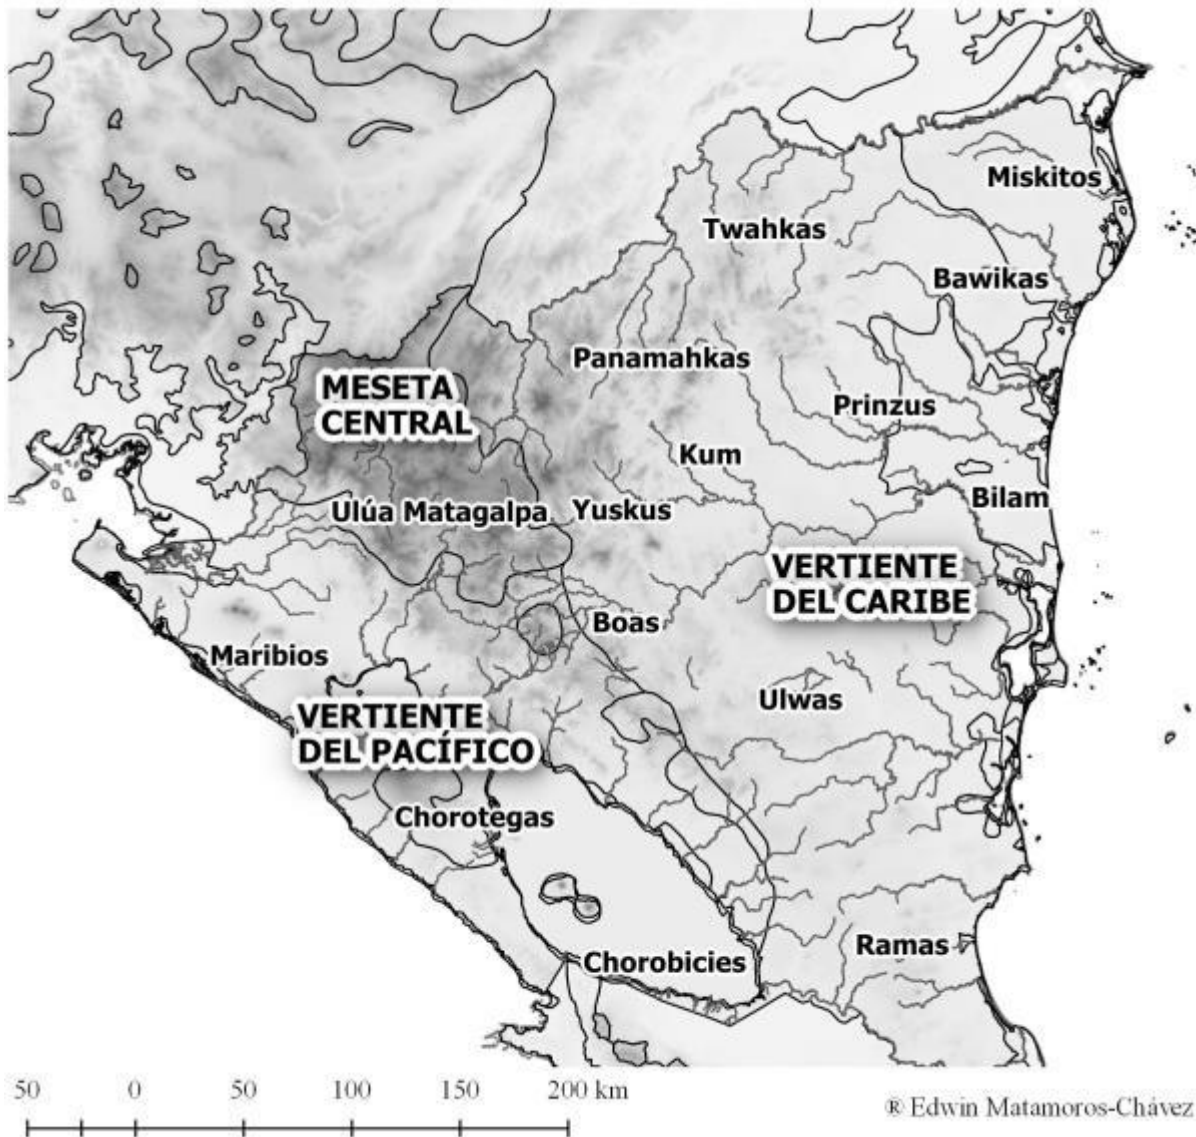 Miskitos
Twahkas
Bawikas
Panamahkas
MESETA
CENTRAL
Prinzus
Kum
Bilam
Ulúa Matagalpa
Yuskus
VERTIENTE
DEL CARIBE
Boas
Maribios
Ulwas
VERTIENTE
DEL PACÍFICO
Chorotegas
Ramas
Chorobicies
50 0 50 100 150 200 km
® Edwin Matamoros-Chávez